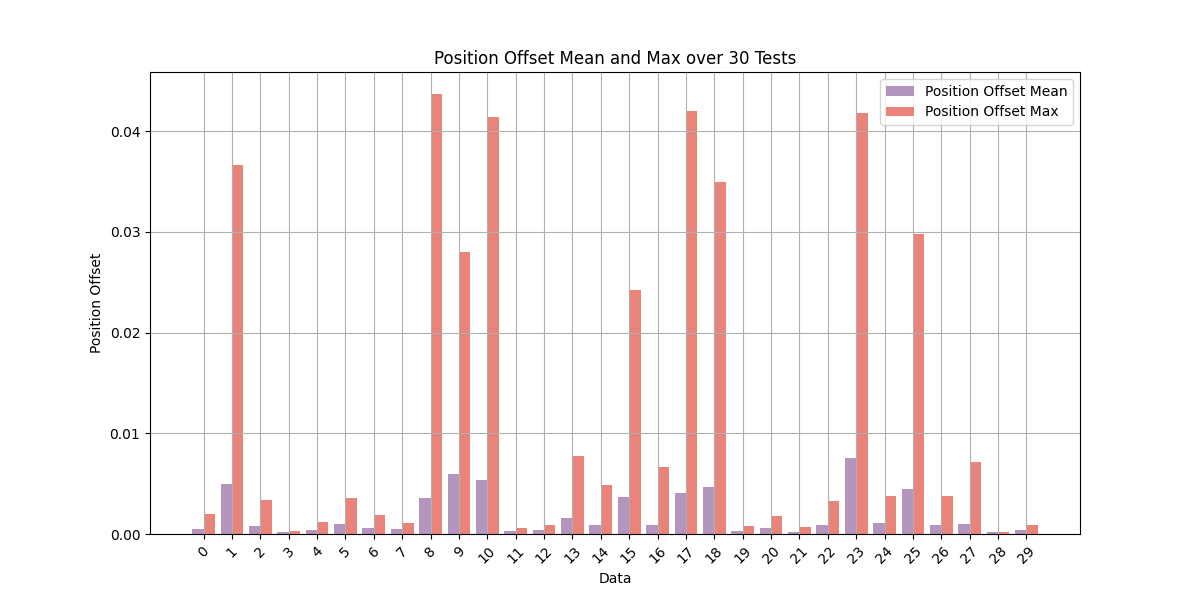 Position Offset Mean and Max over 30 Tests
Position Offset Mean
Position Offset Max
Position Offset
0.04
0.03
0.02
0.01
0.00
0 1 2 3 4 5 6 7 8 9 10 11 12 13 14 15 16 17 18 19 20 21 22 23 24 25 26 27 28 29
Data